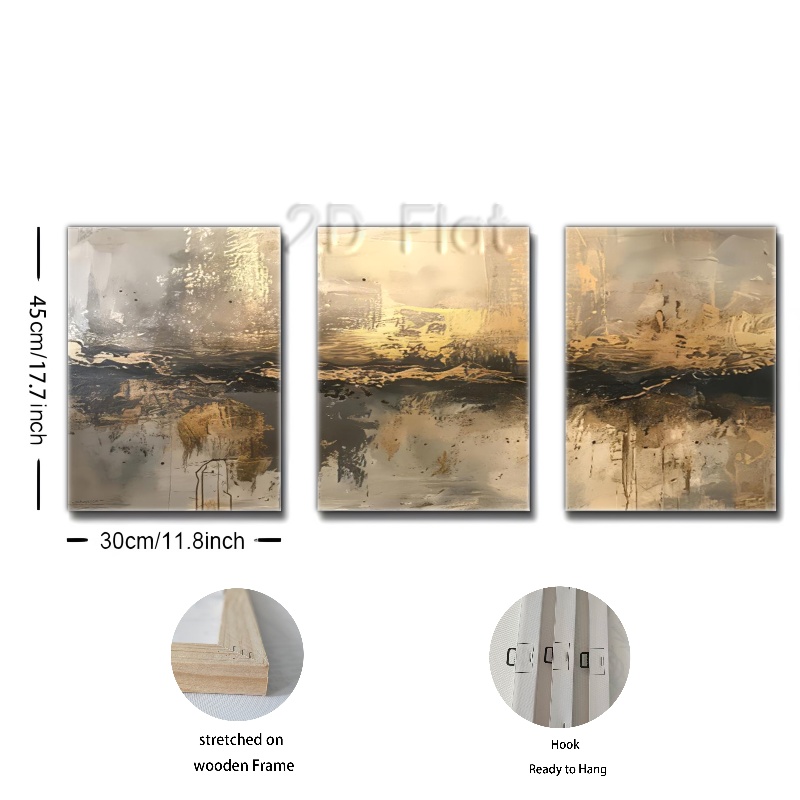 2D Flat
45cm/17.7inch
30cm/11.8inch
stretched on
wooden Frame
Hook
Ready to Hang